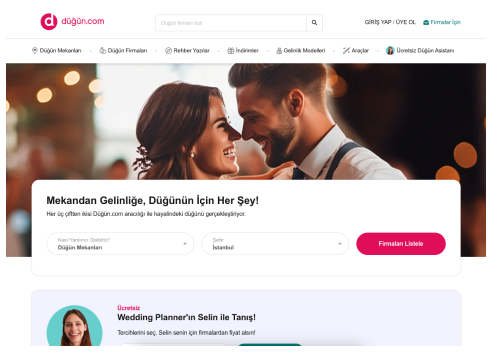 düğün.com
Düğün firması bul!
GİRİŞ YAP / ÜYE OL
Firmalar İçin
Düğün Mekanları
Düğün Firmaları
Rehber Yazılar
İndirimler
Gelinlik Modelleri
Araçlar
Ücretsiz Düğün Asistanı
Mekandan Gelinliğe, Düğünün İçin Her Şey!
Her üç çiftten ikisi Düğün.com aracılığı ile hayalindeki düğünü gerçekleştiriyor.
Nasıl Yardımcı Olabiliriz?
Düğün Mekanları
Şehir
İstanbul
Firmaları Listele
Ücretsiz
Wedding Planner'ın Selin ile Tanış!
Tercihlerini seç, Selin senin için firmalardan fiyat alsın!